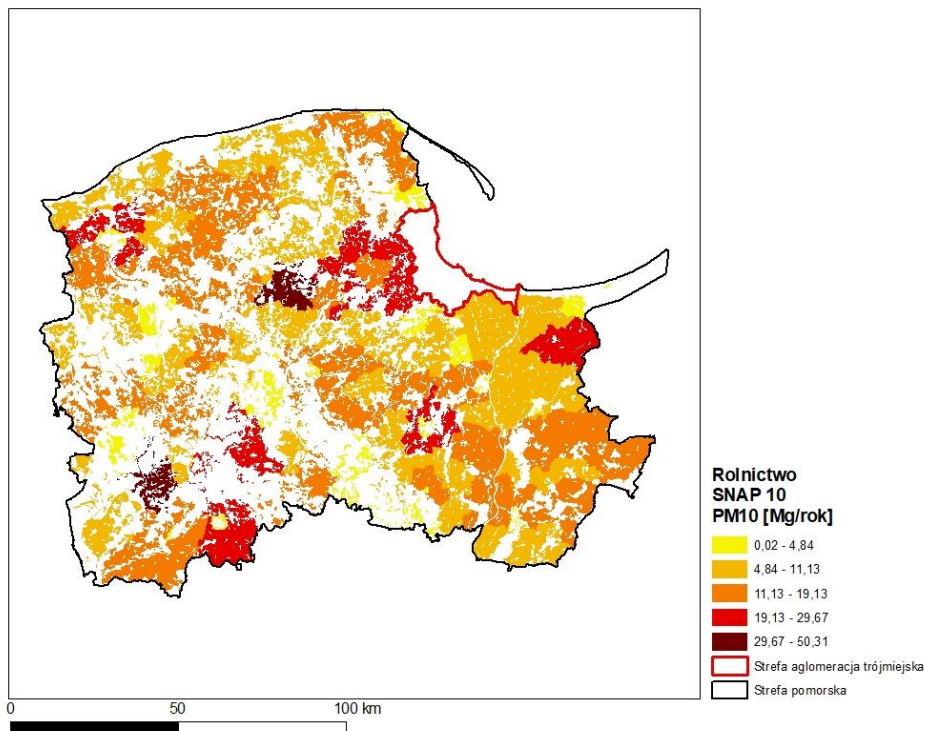 Rolnictwo
SNAP 10
PM10 [Mg/rok]
0,02 - 4,84
4,84 - 11,13
11,13 - 19,13
19,13 - 29,67
29,67 - 50,31
Strefa aglomeracja trójmiejska
Strefa pomorska
0 50 100 km